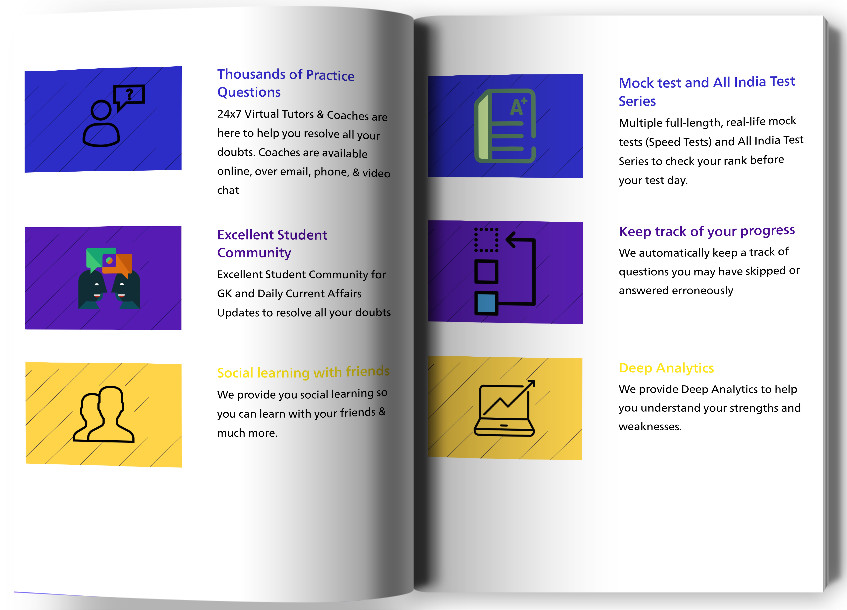 Thousands of Practice
Questions
24x7 Virtual Tutors & Coaches are
here to help you resolve all your
doubts. Coaches are available
online, over email, phone, & video
chat
?
Excellent Student
Community
Excellent Student Community for
GK and Daily Current Affairs
Updates to resolve all your doubts
Social learning with friends
We provide you social learning so
you can learn with your friends &
much more.
A+
Mock test and All India Test
Series
Multiple full-length, real-life mock
tests (Speed Tests) and All India Test
Series to check your rank before
your test day.
Keep track of your progress
We automatically keep a track of
questions you may have skipped or
answered erroneously
Deep Analytics
We provide Deep Analytics to help
you understand your strengths and
weaknesses.